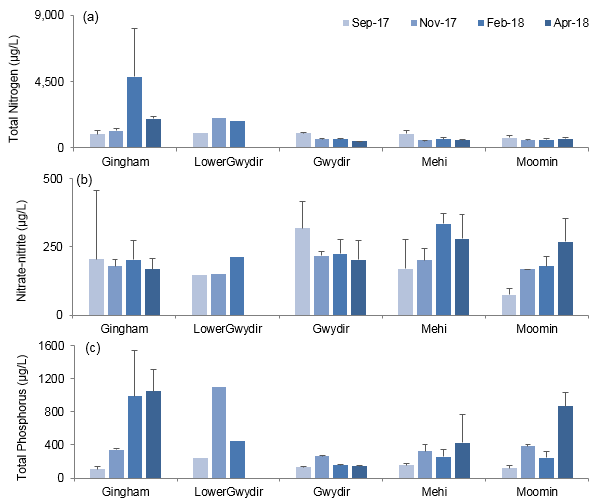 (a)
Sep-17 Nov-17 Feb-18 Apr-18
Total Nitrogen (µg/L)
9,000
4,500
0
Gingham LowerGwydir Gwydir Mehi Moomin
(b)
Nitrate-nitrite (µg/L)
500
250
0
Gingham LowerGwydir Gwydir Mehi Moomin
(c)
Total Phosphorus (µg/L)
1600
1200
800
400
0
Gingham LowerGwydir Gwydir Mehi Moomin